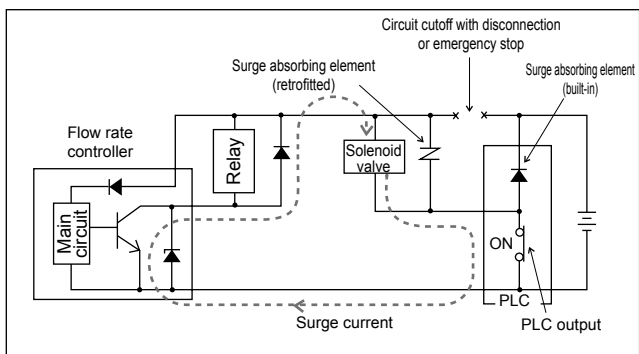 Circuit cutoff with disconnection
or emergency stop
Surge absorbing element
(retrofitted)
Surge absorbing element
(built-in)
Flow rate
controller
Relay
Solenoid
valve
Main
circuit
ON
PLC
PLC output
Surge current